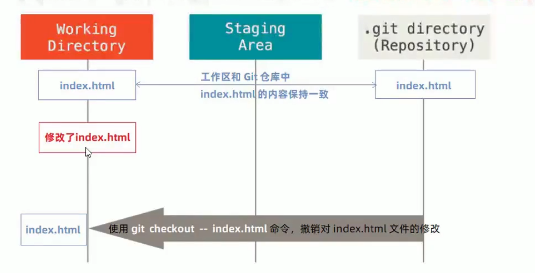 Working
Directory
Staging
Area
.git directory
(Repository)
index.html
工作区和 Git 仓库中
index.html 的内容保持一致
index.html
修改了index.html
index.html
使用 git checkout -- index.html 命令，撤销对 index.html 文件的修改